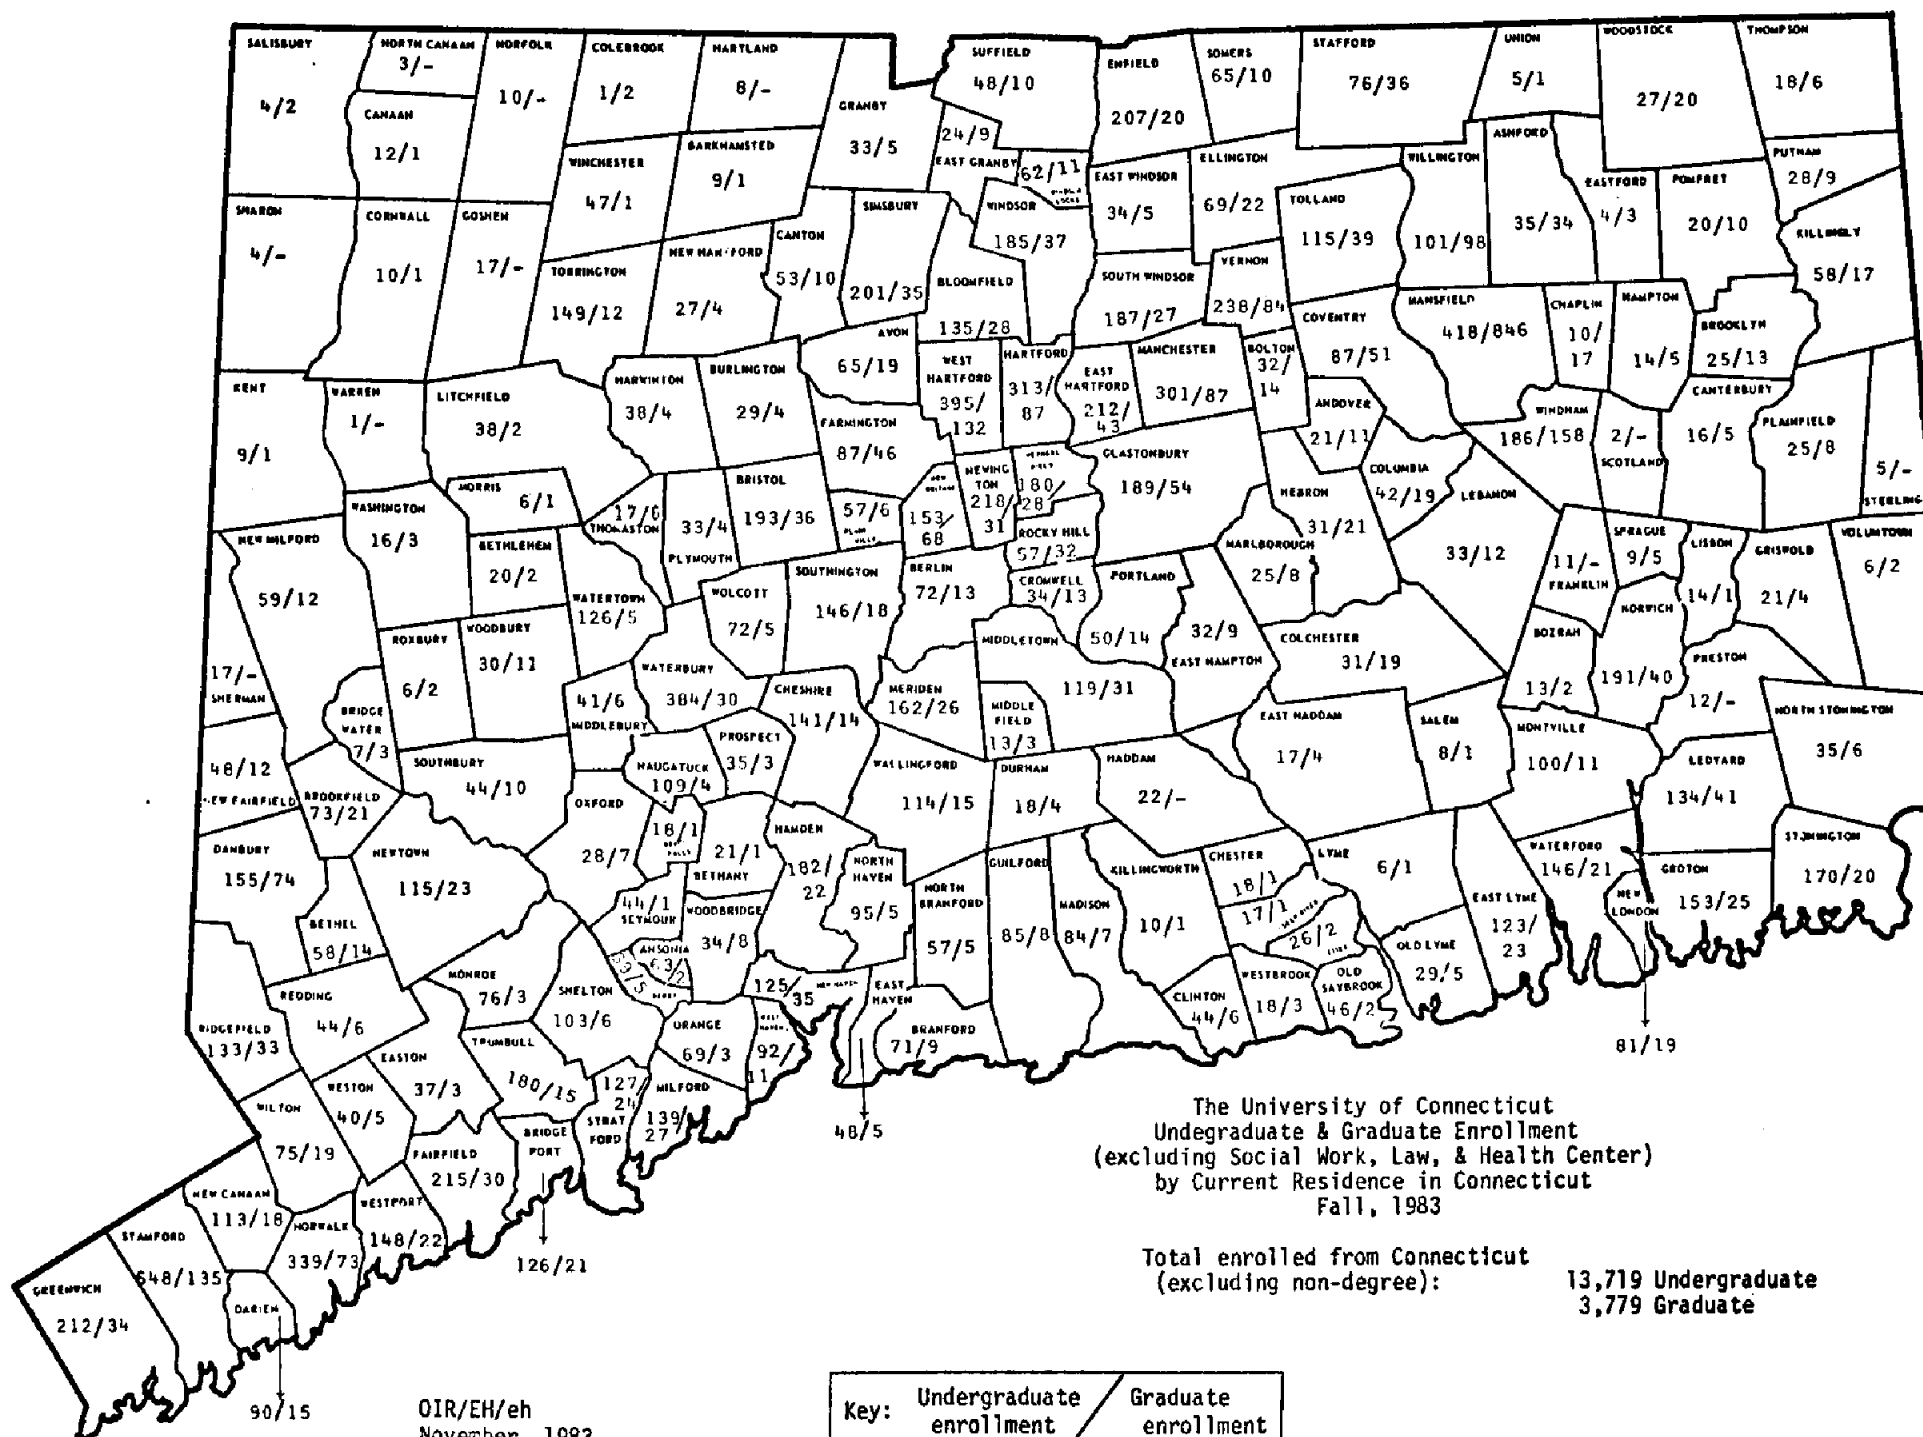 SALISBURY
4/2
NORTH CANAAN
3/-
NORFOLK
10/-
COLEBROOK
1/2
HARTLAND
8/-
SUFFIELD
48/10
ENFIELD
207/20
SOMERS
65/10
STAFFORD
76/36
UNION
5/1
WOODSTOCK
27/20
THOMPSON
18/6
CANAAN
12/1
WINCHESTER
47/1
BARKHAMSTED
9/1
GRANBY
33/5
24/9
EAST GRANBY
62/11
EAST WINDSOR
34/5
ELLINGTON
69/22
TOLLAND
115/39
WILLINGTON
101/98
ASHFORD
35/34
EASTFORD
4/3
POMFRET
20/10
PUTNAM
28/9
KILLINGLY
58/17
SHARON
4/-
CORNWALL
10/1
GOSHEN
17/-
TORRINGTON
149/12
NEW HARTFORD
27/4
CANTON
53/10
SIMSBURY
201/35
WINDSOR
185/37
BLOOMFIELD
135/28
SOUTH WINDSOR
187/27
VERNON
238/84
COVENTRY
87/51
MANSFIELD
418/846
CHAPLIN
10/
17
HAMPTON
14/5
BROOKLYN
25/13
KENT
9/1
WARREN
1/-
LITCHFIELD
38/2
HARWINTON
38/4
BURLINGTON
29/4
AVON
65/19
WEST
HARTFORD
395/
132
HARTFORD
313/
87
EAST
HARTFORD
212/
43
MANCHESTER
301/87
BOLTON
32/
14
ANDOVER
21/11
WINDHAM
186/158
2/-
SCOTLAND
CANTERBURY
16/5
PLAINFIELD
25/8
5/-
STERLING
FARMINGTON
87/46
MORRIS
6/1
WASHINGTON
16/3
17/6
THOMASTON
33/4
PLYMOUTH
BRISTOL
193/36
57/6
PLAIN
VILLE
153/
68
NEWING
TON
218/
31
180/
28
GLASTONBURY
189/54
HEBRON
31/21
COLUMBIA
42/19
LEBANON
33/12
NEW MILFORD
59/12
BETHLEHEM
20/2
WATERTOWN
126/5
WOLCOTT
72/5
SOUTHINGTON
146/18
BERLIN
72/13
ROCKY HILL
57/32
CROMWELL
34/13
PORTLAND
50/14
MARLBOROUGH
25/8
11/-
FRANKLIN
SPRAGUE
9/5
LISBON
14/1
GRISWOLD
21/4
VOLUNTOWN
6/2
17/-
SHERMAN
ROXBURY
6/2
WOODBURY
30/11
41/6
MIDDLEBURY
WATERBURY
384/30
CHESHIRE
141/14
MERIDEN
162/26
MIDDLETOWN
119/31
MIDDLE
FIELD
13/3
32/9
EAST HAMPTON
COLCHESTER
31/19
BOZRAH
13/2
NORWICH
191/40
PRESTON
12/-
NORTH STONINGTON
35/6
BRIDGE
WATER
7/3
48/12
NEW FAIRFIELD
BROOKFIELD
73/21
SOUTHBURY
44/10
NAUGATUCK
109/4
PROSPECT
35/3
WALLINGFORD
114/15
DURHAM
18/4
HADDAM
22/-
EAST HADDAM
17/4
SALEM
8/1
MONTVILLE
100/11
LEDYARD
134/41
DANBURY
155/74
NEWTOWN
115/23
OXFORD
28/7
18/1
21/1
BETHANY
HAMDEN
182/
22
NORTH
HAVEN
95/5
NORTH
BRANFORD
57/5
GUILFORD
85/8
MADISON
84/7
KILLINGWORTH
10/1
CHESTER
18/1
17/1
26/2
LYME
6/1
EAST LYME
123/
23
WATERFORD
146/21
NEW
LONDON
GROTON
153/25
STONINGTON
170/20
BETHEL
58/14
44/1
SEYMOUR
WOODBRIDGE
34/8
ANSONIA
63/2
DERBY
MONROE
76/3
SHELTON
103/6
125/
35
NEW HAVEN
EAST
HAVEN
BRANFORD
71/9
CLINTON
44/6
WESTBROOK
18/3
OLD
SAYBROOK
46/2
OLD LYME
29/5
81/19
REDDING
44/6
RIDGEFIELD
133/33
EASTON
37/3
TRUMBULL
180/15
ORANGE
69/3
WEST
HAVEN
92/
11
48/5
WESTON
40/5
WILTON
75/19
FAIRFIELD
215/30
BRIDGE
PORT
127/
24
STRAT
FORD
MILFORD
139/
27
126/21
NEW CANAAN
113/18
NORWALK
339/73
WESTPORT
148/22
STAMFORD
548/135
GREENWICH
212/34
DARIEN
90/15
The University of Connecticut
Undegraduate & Graduate Enrollment
(excluding Social Work, Law, & Health Center)
by Current Residence in Connecticut
Fall, 1983
Total enrolled from Connecticut
(excluding non-degree):
13,719 Undergraduate
3,779 Graduate
OIR/EH/eh
November, 1983
Key: Undergraduate / Graduate
enrollment enrollment